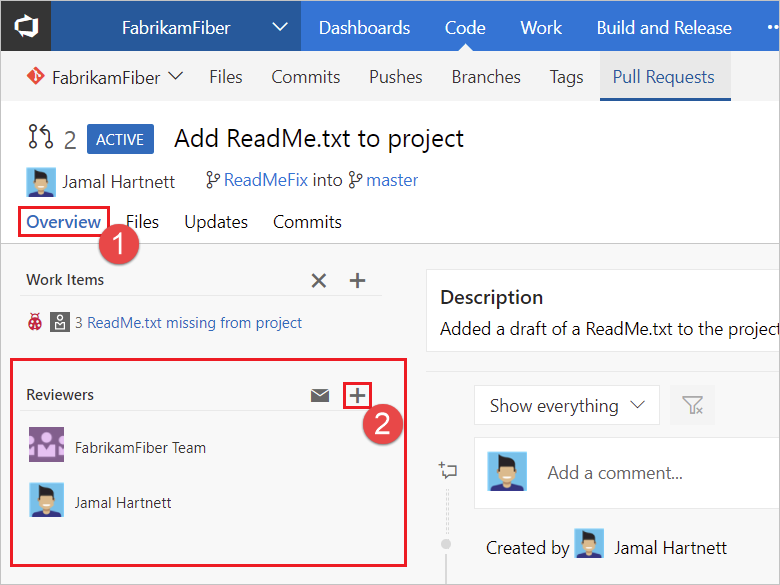 FabrikamFiber Dashboards Code Work Build and Release
FabrikamFiber Files Commits Pushes Branches Tags Pull Requests
2 ACTIVE Add ReadMe.txt to project
Jamal Hartnett ReadMeFix into master
Overview Files Updates Commits
1
Work Items
3 ReadMe.txt missing from project
Reviewers
2
FabrikamFiber Team
Jamal Hartnett
Description
Added a draft of a ReadMe.txt to the project
Show everything
Add a comment...
Created by Jamal Hartnett